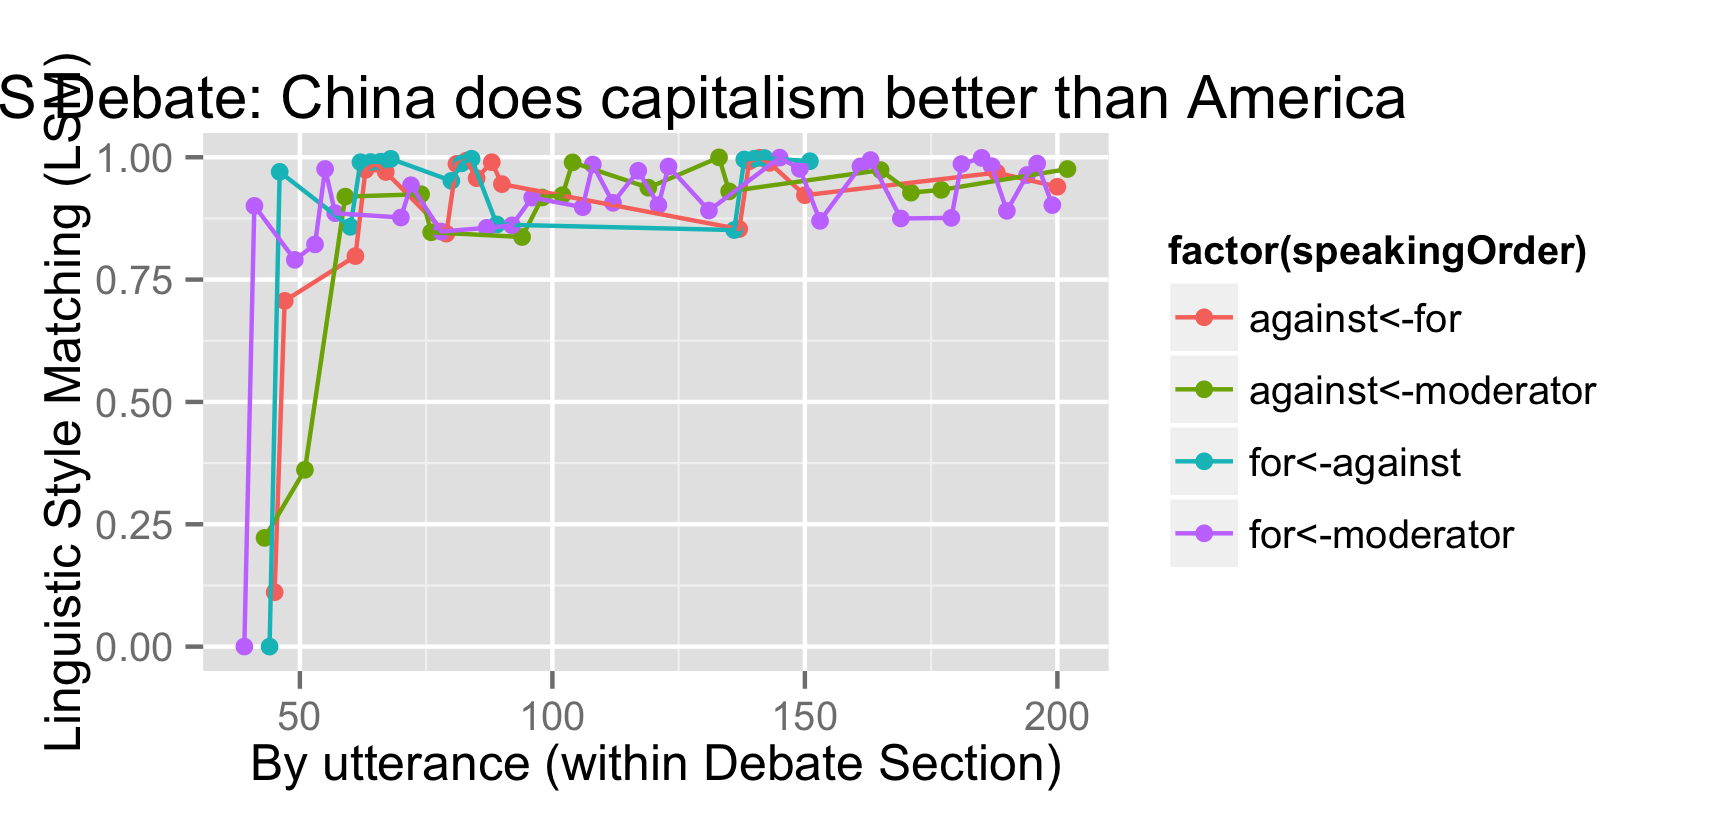 S Debate: China does capitalism better than America
Linguistic Style Matching (LSM)
1.00
0.75
0.50
0.25
0.00
50 100 150 200
By utterance (within Debate Section)
factor(speakingOrder)
against<-for
against<-moderator
for<-against
for<-moderator